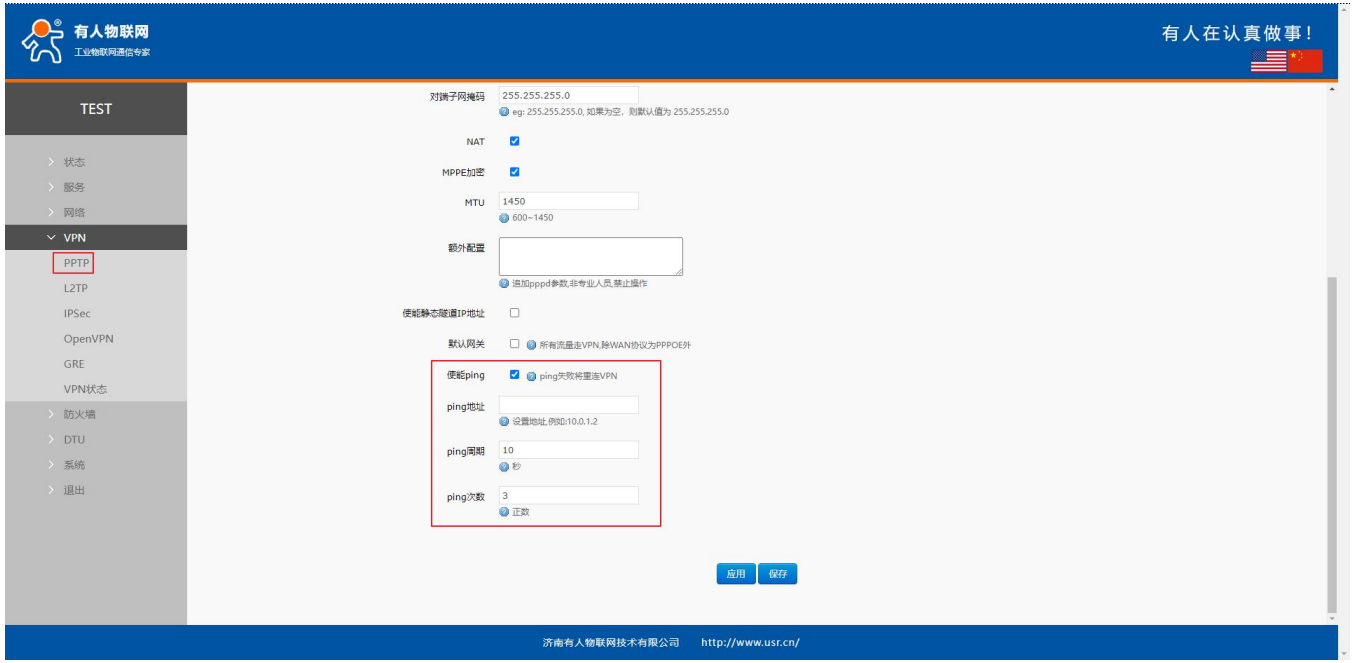 有人物联网
工业物联网通信专家
有人在认真做事！
TEST
状态
服务
网络
VPN
PPTP
L2TP
IPSec
OpenVPN
GRE
VPN状态
防火墙
DTU
系统
退出
对端子网掩码 255.255.255.0
eg: 255.255.255.0, 如果为空，则默认值为 255.255.255.0
NAT
MPPE加密
MTU 1450
600~1450
额外配置
追加pppd参数,非专业人员,禁止操作
使能静态隧道IP地址
默认网关 所有流量走VPN,除WAN协议为PPPOE外
使能ping ping失败将重连VPN
ping地址
设置地址,例如:10.0.1.2
ping周期 10
秒
ping次数 3
正数
应用 保存
济南有人物联网技术有限公司 http://www.usr.cn/